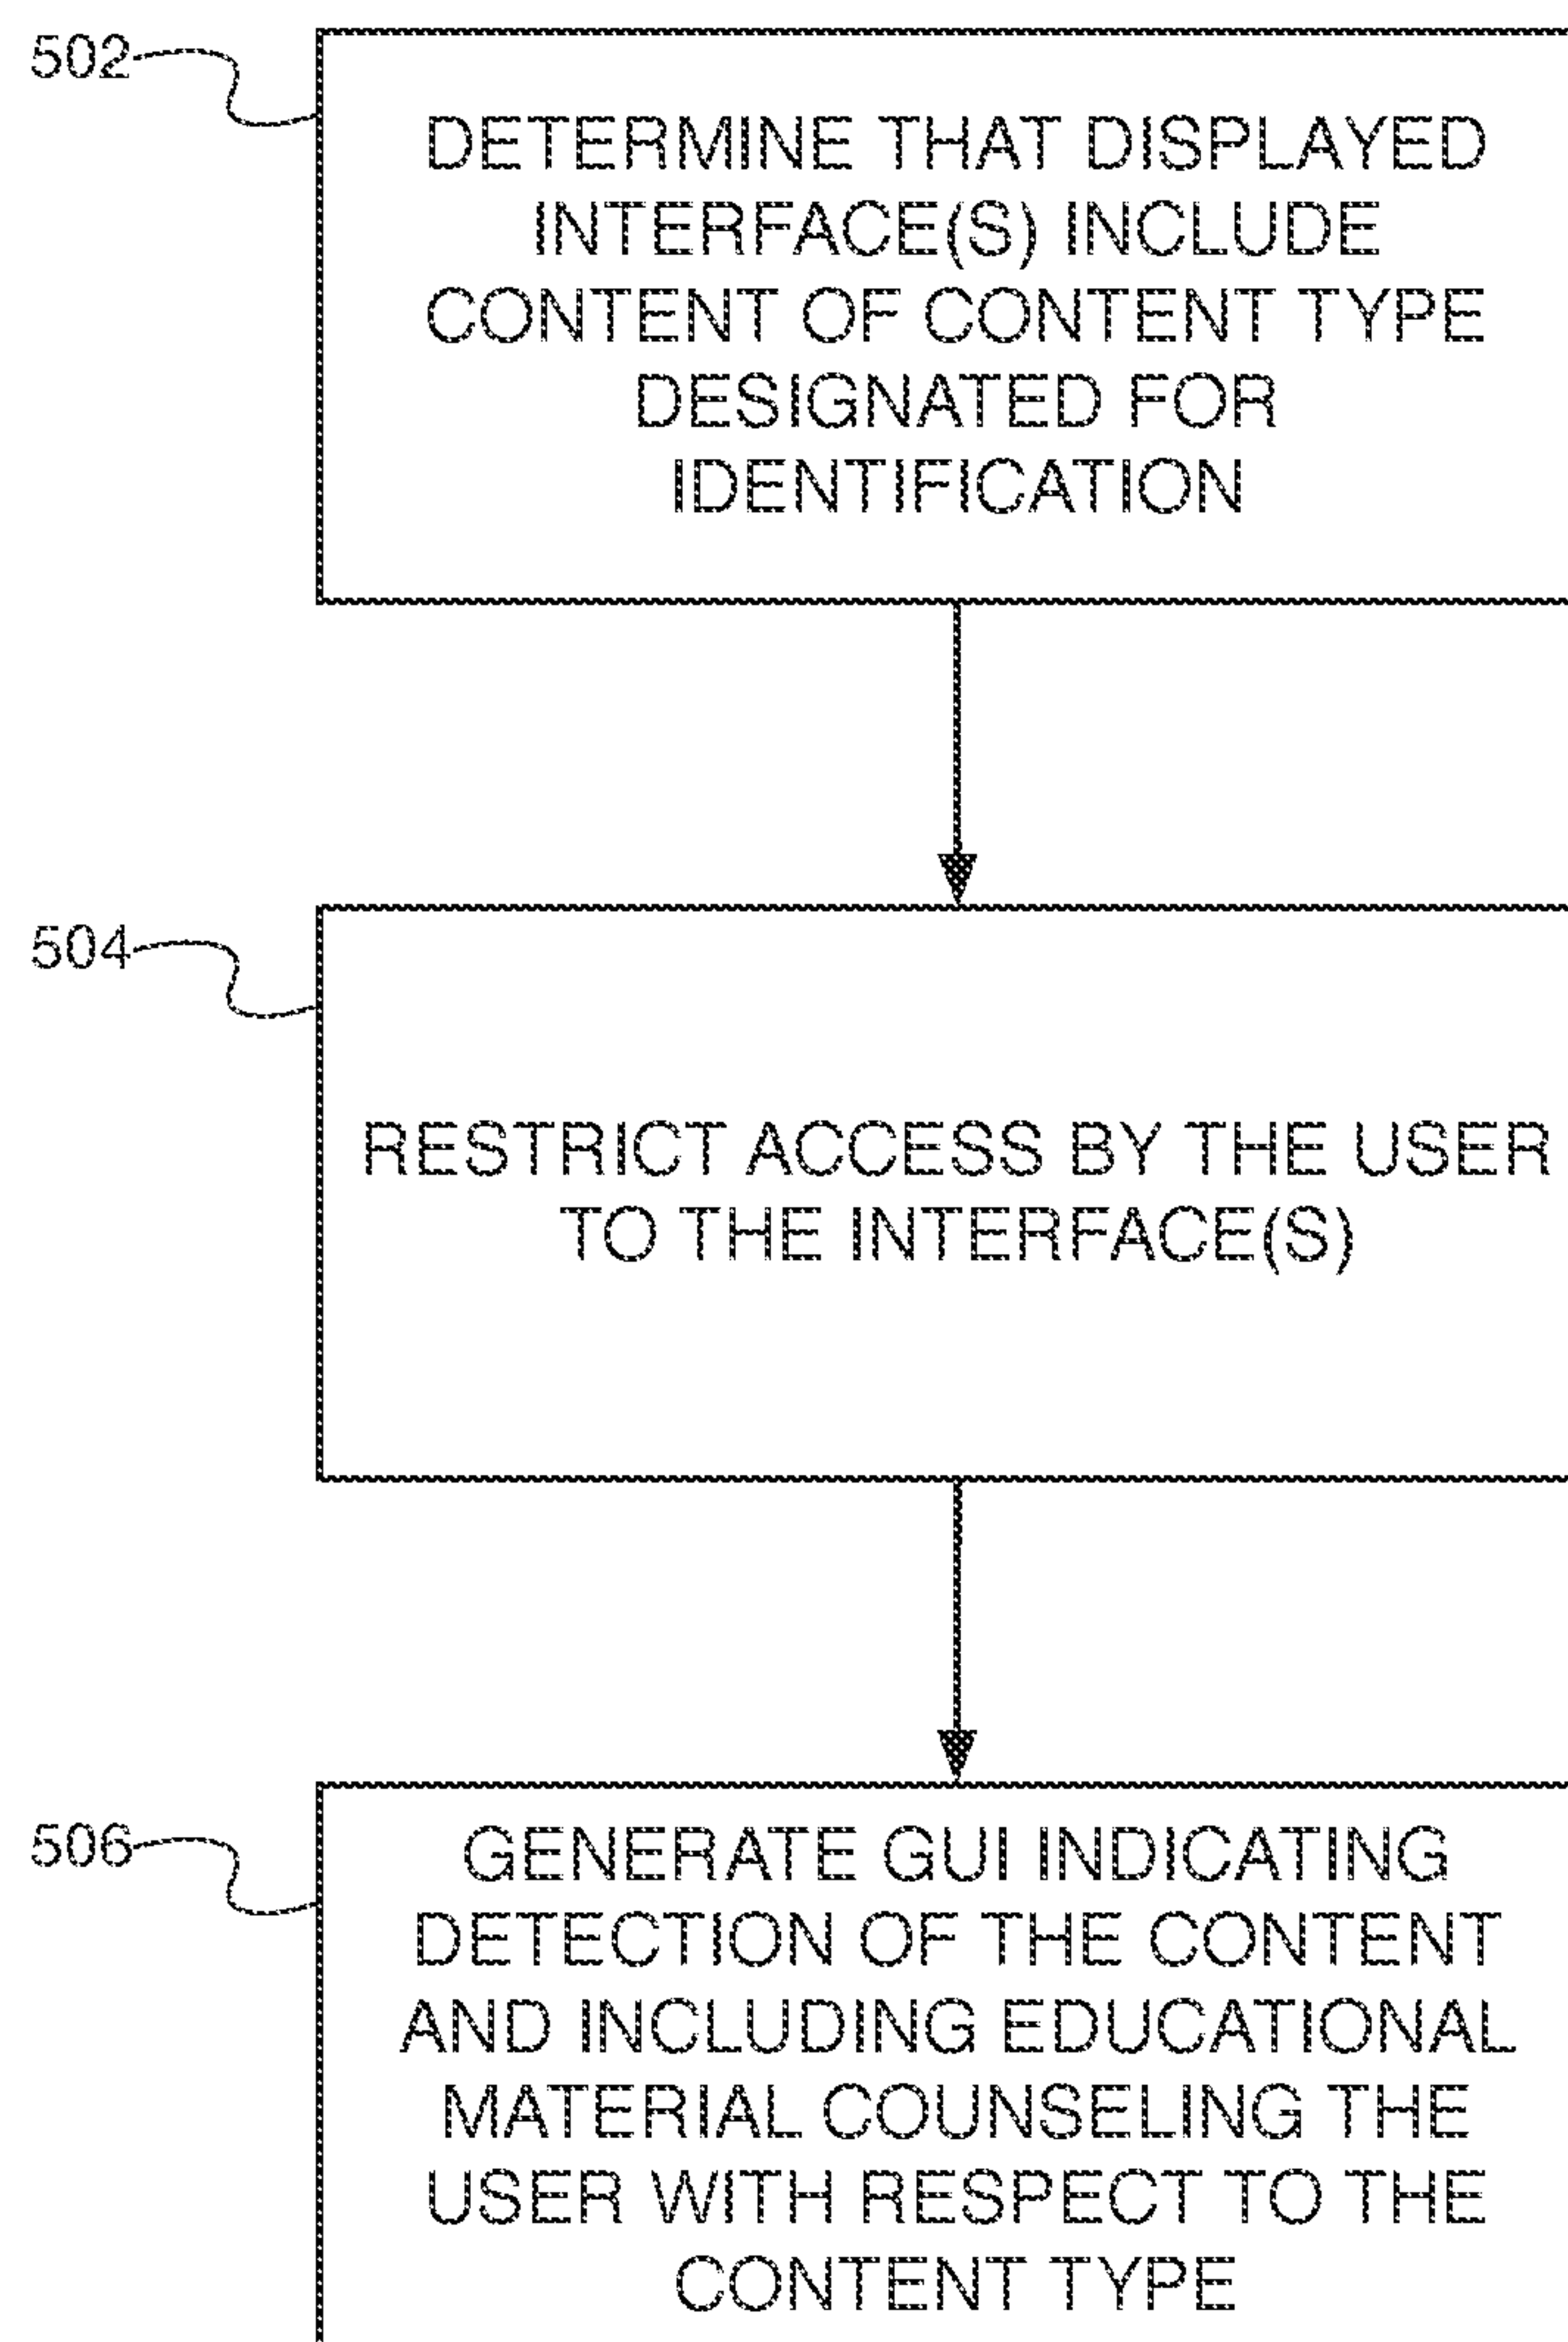 502
DETERMINE THAT DISPLAYED
INTERFACE(S) INCLUDE
CONTENT OF CONTENT TYPE
DESIGNATED FOR
IDENTIFICATION
504
RESTRICT ACCESS BY THE USER
TO THE INTERFACE(S)
506
GENERATE GUI INDICATING
DETECTION OF THE CONTENT
AND INCLUDING EDUCATIONAL
MATERIAL COUNSELING THE
USER WITH RESPECT TO THE
CONTENT TYPE